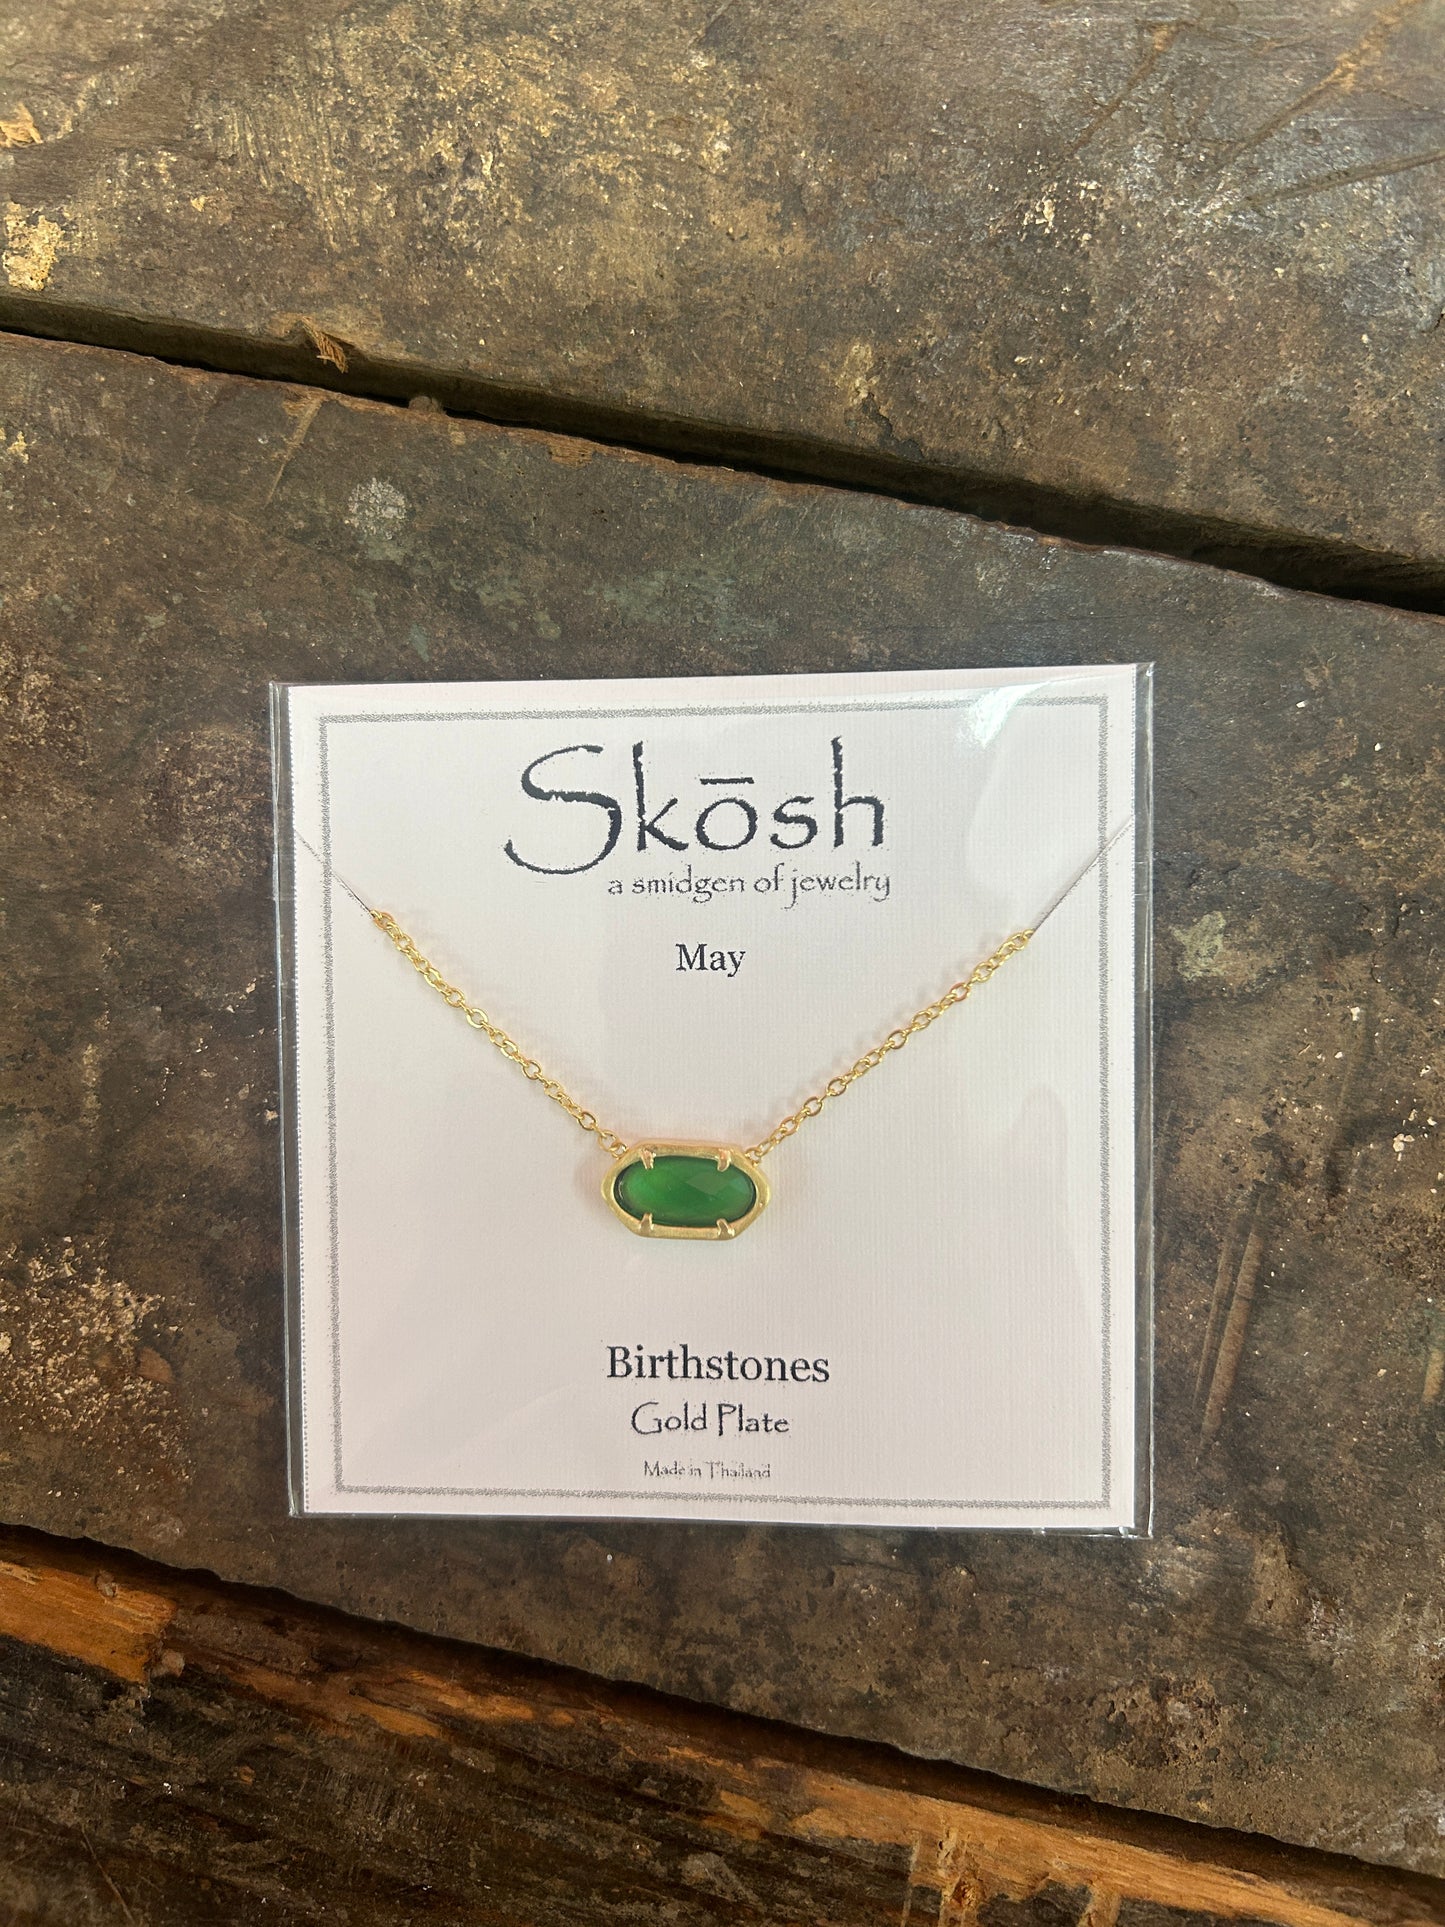 Skōsh
a smidgen of jewelry
May
Birthstones
Gold Plate
Made in Thailand